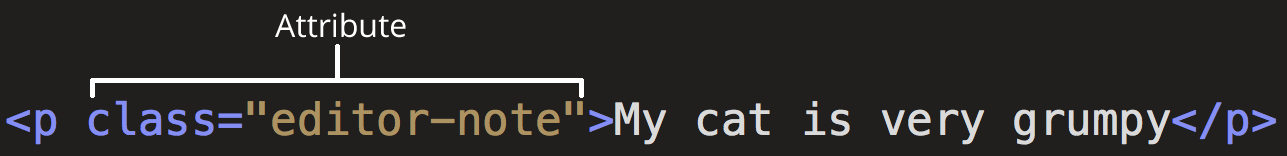 Attribute
<p class="editor-note">My cat is very grumpy</p>